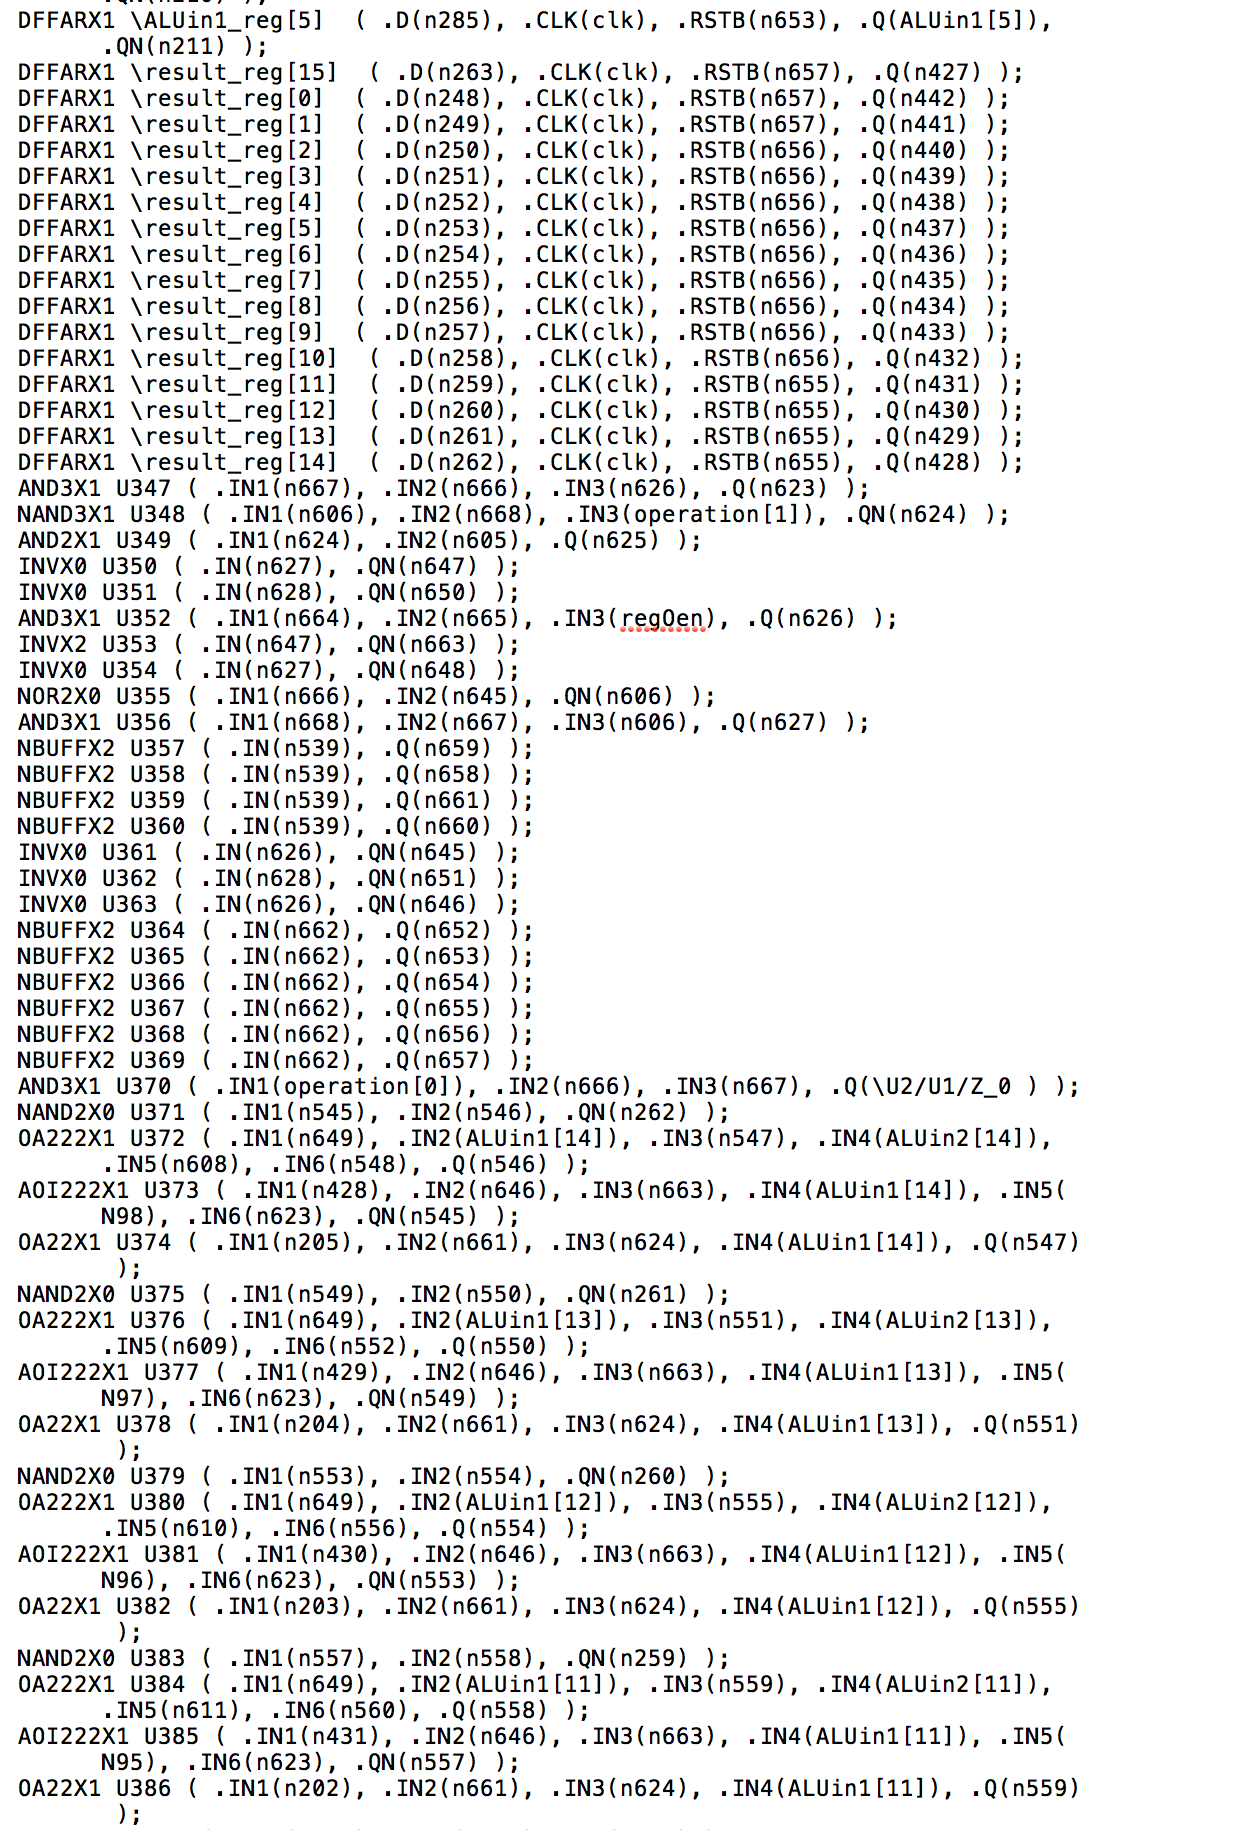 DFFARX1 \ALUin1_reg[5]  ( .D(n285), .CLK(clk), .RSTB(n653), .Q(ALUin1[5]),
.QN(n211) );
DFFARX1 \result_reg[15]  ( .D(n263), .CLK(clk), .RSTB(n657), .Q(n427) );
DFFARX1 \result_reg[0]  ( .D(n248), .CLK(clk), .RSTB(n657), .Q(n442) );
DFFARX1 \result_reg[1]  ( .D(n249), .CLK(clk), .RSTB(n657), .Q(n441) );
DFFARX1 \result_reg[2]  ( .D(n250), .CLK(clk), .RSTB(n656), .Q(n440) );
DFFARX1 \result_reg[3]  ( .D(n251), .CLK(clk), .RSTB(n656), .Q(n439) );
DFFARX1 \result_reg[4]  ( .D(n252), .CLK(clk), .RSTB(n656), .Q(n438) );
DFFARX1 \result_reg[5]  ( .D(n253), .CLK(clk), .RSTB(n656), .Q(n437) );
DFFARX1 \result_reg[6]  ( .D(n254), .CLK(clk), .RSTB(n656), .Q(n436) );
DFFARX1 \result_reg[7]  ( .D(n255), .CLK(clk), .RSTB(n656), .Q(n435) );
DFFARX1 \result_reg[8]  ( .D(n256), .CLK(clk), .RSTB(n656), .Q(n434) );
DFFARX1 \result_reg[9]  ( .D(n257), .CLK(clk), .RSTB(n656), .Q(n433) );
DFFARX1 \result_reg[10]  ( .D(n258), .CLK(clk), .RSTB(n656), .Q(n432) );
DFFARX1 \result_reg[11]  ( .D(n259), .CLK(clk), .RSTB(n655), .Q(n431) );
DFFARX1 \result_reg[12]  ( .D(n260), .CLK(clk), .RSTB(n655), .Q(n430) );
DFFARX1 \result_reg[13]  ( .D(n261), .CLK(clk), .RSTB(n655), .Q(n429) );
DFFARX1 \result_reg[14]  ( .D(n262), .CLK(clk), .RSTB(n655), .Q(n428) );
AND3X1 U347 ( .IN1(n667), .IN2(n666), .IN3(n626), .Q(n623) );
NAND3X1 U348 ( .IN1(n606), .IN2(n668), .IN3(operation[1]), .QN(n624) );
AND2X1 U349 ( .IN1(n624), .IN2(n605), .Q(n625) );
INVX0 U350 ( .IN(n627), .QN(n647) );
INVX0 U351 ( .IN(n628), .QN(n650) );
AND3X1 U352 ( .IN1(n664), .IN2(n665), .IN3(regOen), .Q(n626) );
INVX2 U353 ( .IN(n647), .QN(n663) );
INVX0 U354 ( .IN(n627), .QN(n648) );
NOR2X0 U355 ( .IN1(n666), .IN2(n645), .QN(n606) );
AND3X1 U356 ( .IN1(n668), .IN2(n667), .IN3(n606), .Q(n627) );
NBUFFX2 U357 ( .IN(n539), .Q(n659) );
NBUFFX2 U358 ( .IN(n539), .Q(n658) );
NBUFFX2 U359 ( .IN(n539), .Q(n661) );
NBUFFX2 U360 ( .IN(n539), .Q(n660) );
INVX0 U361 ( .IN(n626), .QN(n645) );
INVX0 U362 ( .IN(n628), .QN(n651) );
INVX0 U363 ( .IN(n626), .QN(n646) );
NBUFFX2 U364 ( .IN(n662), .Q(n652) );
NBUFFX2 U365 ( .IN(n662), .Q(n653) );
NBUFFX2 U366 ( .IN(n662), .Q(n654) );
NBUFFX2 U367 ( .IN(n662), .Q(n655) );
NBUFFX2 U368 ( .IN(n662), .Q(n656) );
NBUFFX2 U369 ( .IN(n662), .Q(n657) );
AND3X1 U370 ( .IN1(operation[0]), .IN2(n666), .IN3(n667), .Q(\U2/U1/Z_0 ) );
NAND2X0 U371 ( .IN1(n545), .IN2(n546), .QN(n262) );
OA222X1 U372 ( .IN1(n649), .IN2(ALUin1[14]), .IN3(n547), .IN4(ALUin2[14]),
.IN5(n608), .IN6(n548), .Q(n546) );
AOI222X1 U373 ( .IN1(n428), .IN2(n646), .IN3(n663), .IN4(ALUin1[14]), .IN5(
N98), .IN6(n623), .QN(n545) );
OA22X1 U374 ( .IN1(n205), .IN2(n661), .IN3(n624), .IN4(ALUin1[14]), .Q(n547)
);
NAND2X0 U375 ( .IN1(n549), .IN2(n550), .QN(n261) );
OA222X1 U376 ( .IN1(n649), .IN2(ALUin1[13]), .IN3(n551), .IN4(ALUin2[13]),
.IN5(n609), .IN6(n552), .Q(n550) );
AOI222X1 U377 ( .IN1(n429), .IN2(n646), .IN3(n663), .IN4(ALUin1[13]), .IN5(
N97), .IN6(n623), .QN(n549) );
OA22X1 U378 ( .IN1(n204), .IN2(n661), .IN3(n624), .IN4(ALUin1[13]), .Q(n551)
);
NAND2X0 U379 ( .IN1(n553), .IN2(n554), .QN(n260) );
OA222X1 U380 ( .IN1(n649), .IN2(ALUin1[12]), .IN3(n555), .IN4(ALUin2[12]),
.IN5(n610), .IN6(n556), .Q(n554) );
AOI222X1 U381 ( .IN1(n430), .IN2(n646), .IN3(n663), .IN4(ALUin1[12]), .IN5(
N96), .IN6(n623), .QN(n553) );
OA22X1 U382 ( .IN1(n203), .IN2(n661), .IN3(n624), .IN4(ALUin1[12]), .Q(n555)
);
NAND2X0 U383 ( .IN1(n557), .IN2(n558), .QN(n259) );
OA222X1 U384 ( .IN1(n649), .IN2(ALUin1[11]), .IN3(n559), .IN4(ALUin2[11]),
.IN5(n611), .IN6(n560), .Q(n558) );
AOI222X1 U385 ( .IN1(n431), .IN2(n646), .IN3(n663), .IN4(ALUin1[11]), .IN5(
N95), .IN6(n623), .QN(n557) );
OA22X1 U386 ( .IN1(n202), .IN2(n661), .IN3(n624), .IN4(ALUin1[11]), .Q(n559)
);